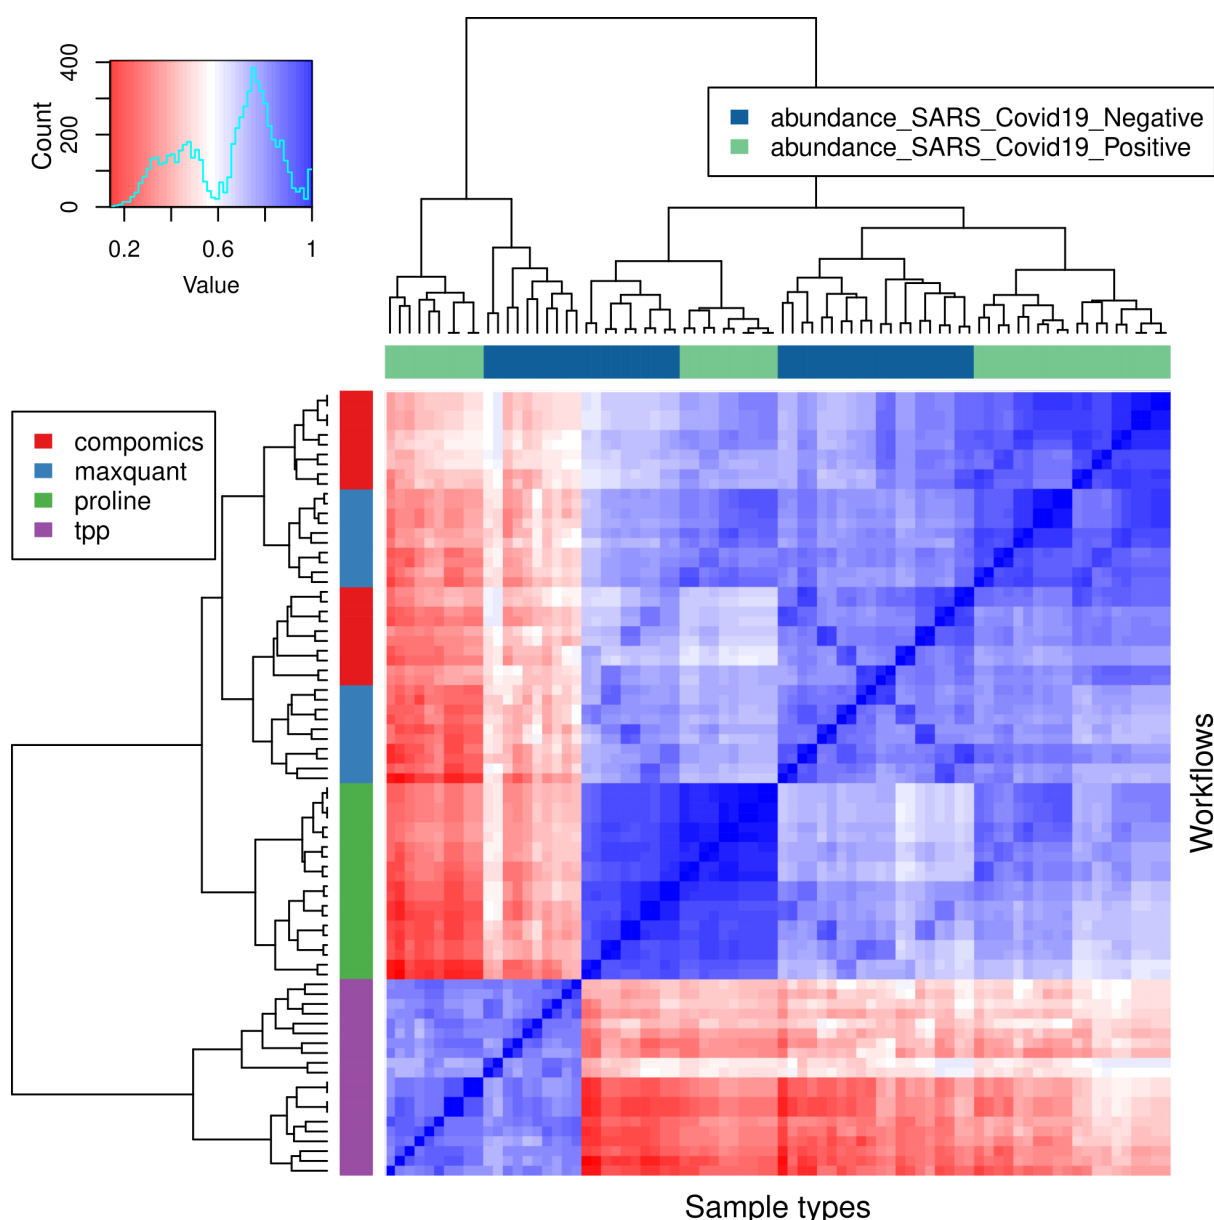 400
200
0
Count
0.2 0.6 1
Value
abundance_SARS_Covid19_Negative
abundance_SARS_Covid19_Positive
compomics
maxquant
proline
tpp
Workflows
Sample types